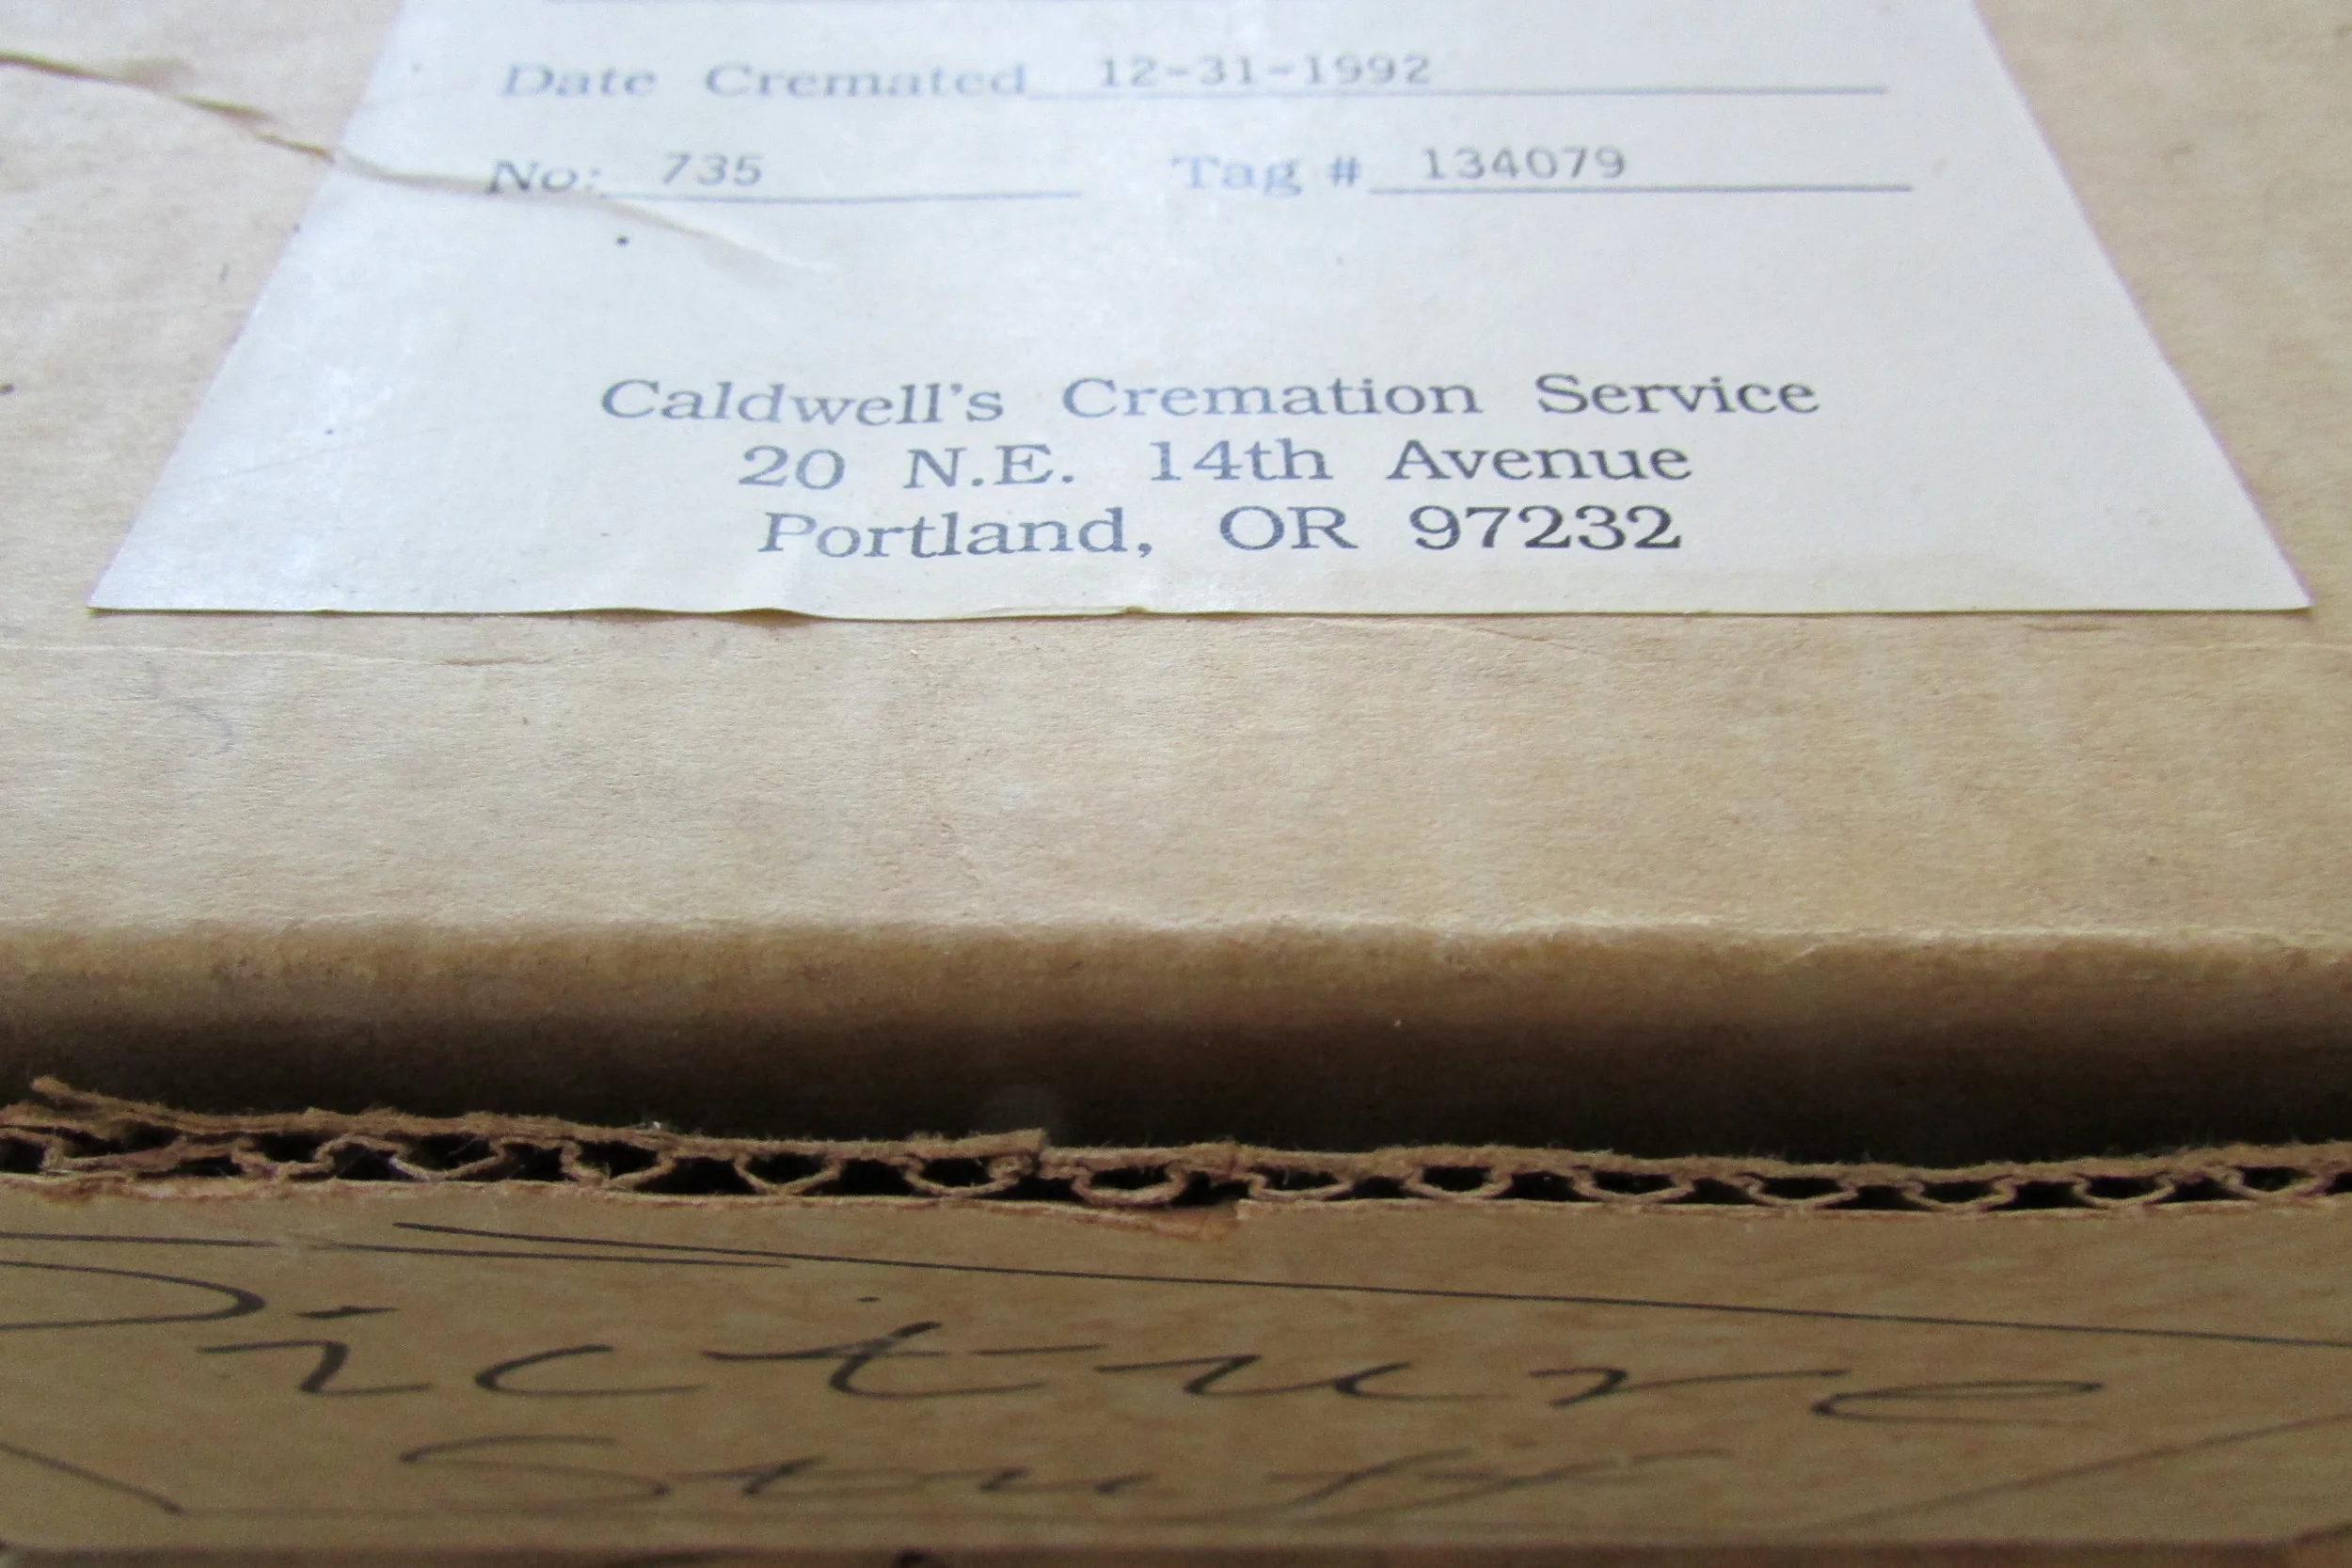 Date Cremated 12-31-1992
No: 735 Tag # 134079
Caldwell's Cremation Service
20 N.E. 14th Avenue
Portland, OR 97232
Picture
Stuff